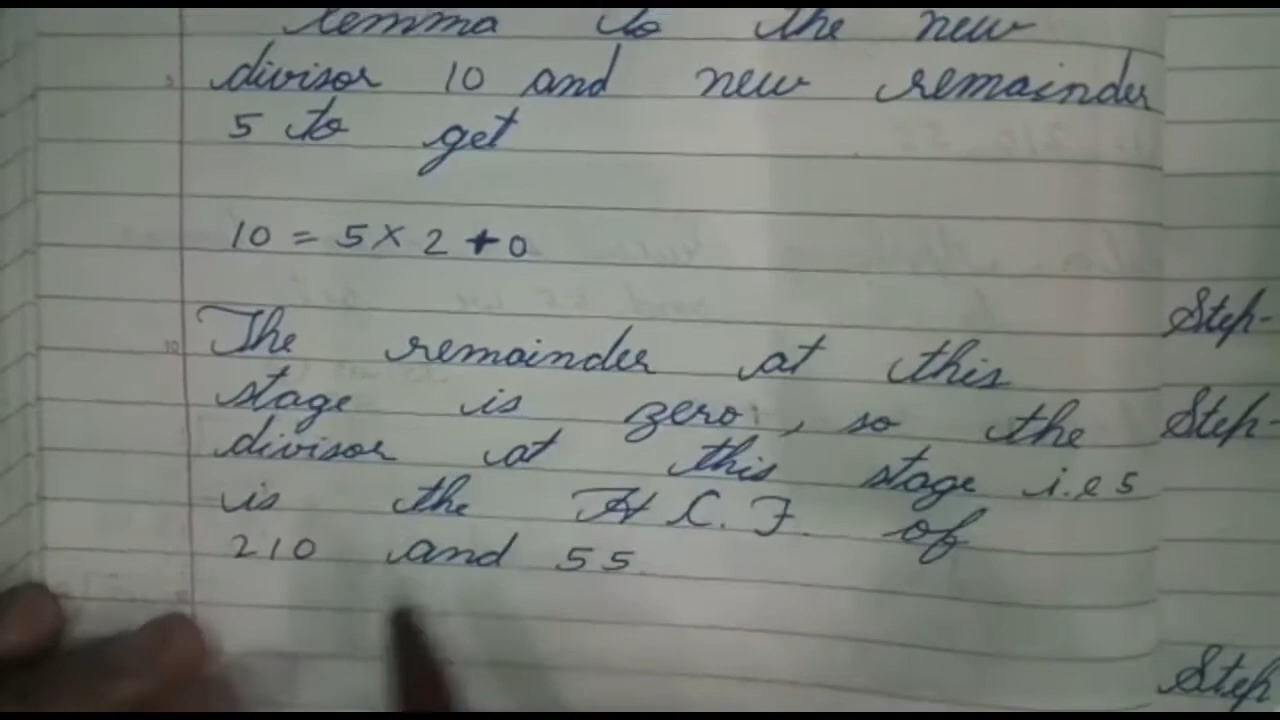 lemma to the new
divisor 10 and new remainder
5 to get
10 = 5 × 2 + 0
The remainder at this
stage is zero, so the
divisor at this stage i.e 5
is the H.C.F. of
210 and 55
Step-
Step-
Step